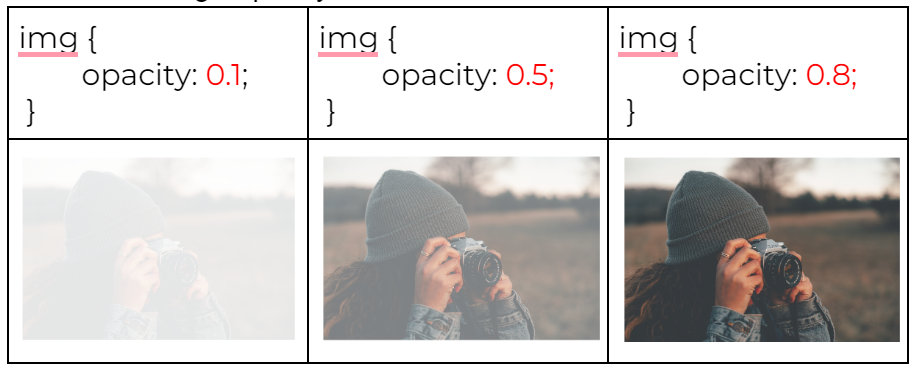 img {
opacity: 0.1;
}
img {
opacity: 0.5;
}
img {
opacity: 0.8;
}